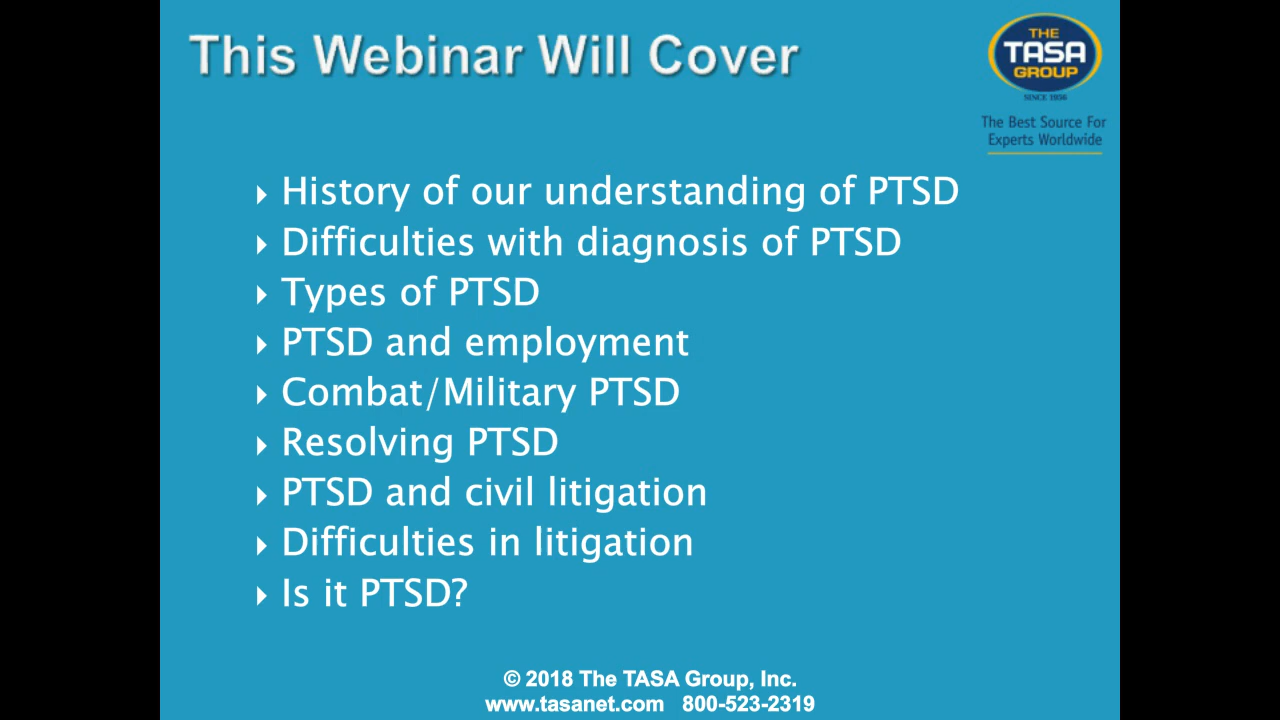 This Webinar Will Cover
THE
TASA
GROUP
SINCE 1956
The Best Source For
Experts Worldwide
History of our understanding of PTSD
Difficulties with diagnosis of PTSD
Types of PTSD
PTSD and employment
Combat/Military PTSD
Resolving PTSD
PTSD and civil litigation
Difficulties in litigation
Is it PTSD?
© 2018 The TASA Group, Inc.
www.tasanet.com 800-523-2319